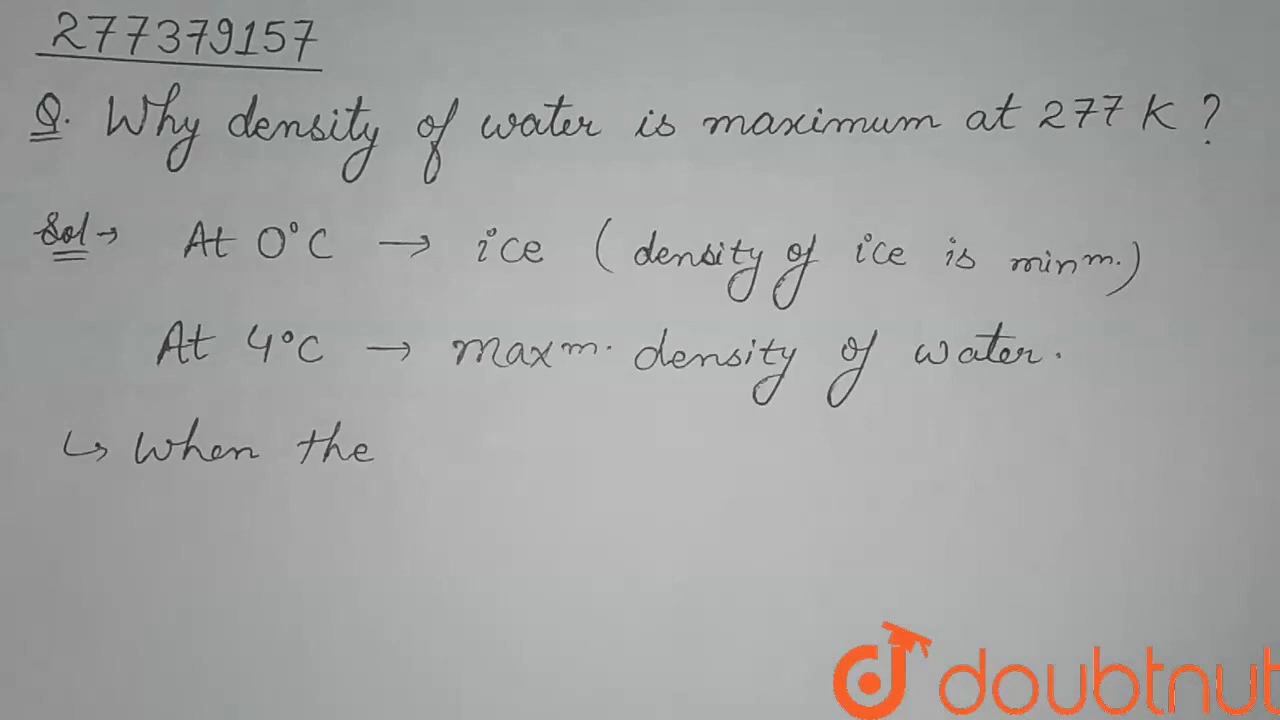 277379157
Q. Why density of water is maximum at 277 K ?
Sol → At 0°C → ice (density of ice is minm.)
At 4°C → maxm. density of water.
↳ When the
doubtnut